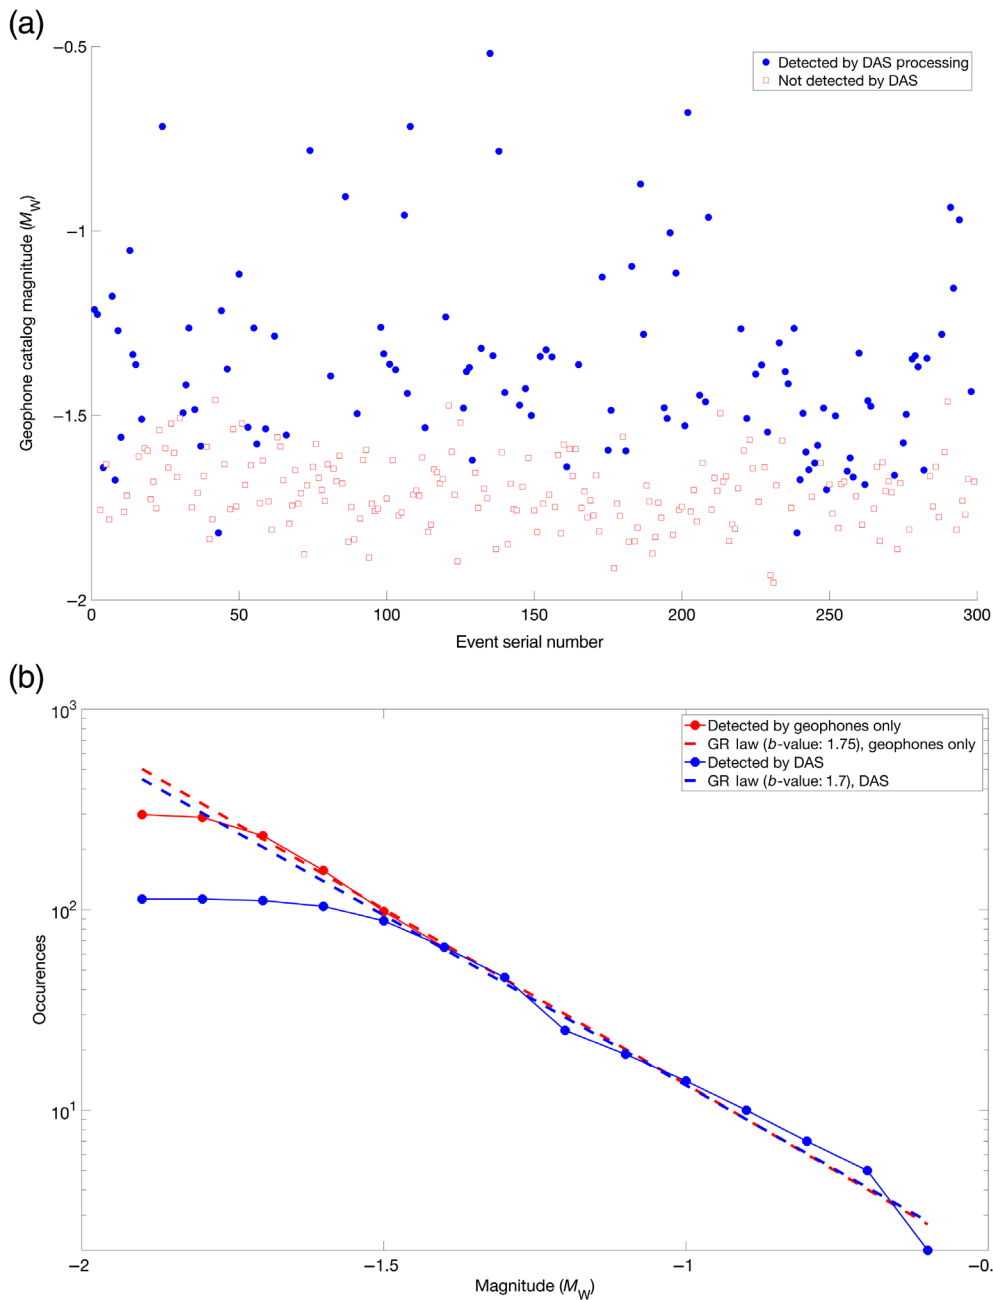 (a)
−0.5
Detected by DAS processing
Not detected by DAS
−1
Geophone catalog magnitude (MW)
−1.5
−2
0 50 100 150 200 250 300
Event serial number
(b)
10³
Detected by geophones only
GR law (b-value: 1.75), geophones only
Detected by DAS
GR law (b-value: 1.7), DAS
10²
Occurences
10¹
−2 −1.5 −1 −0.
Magnitude (MW)